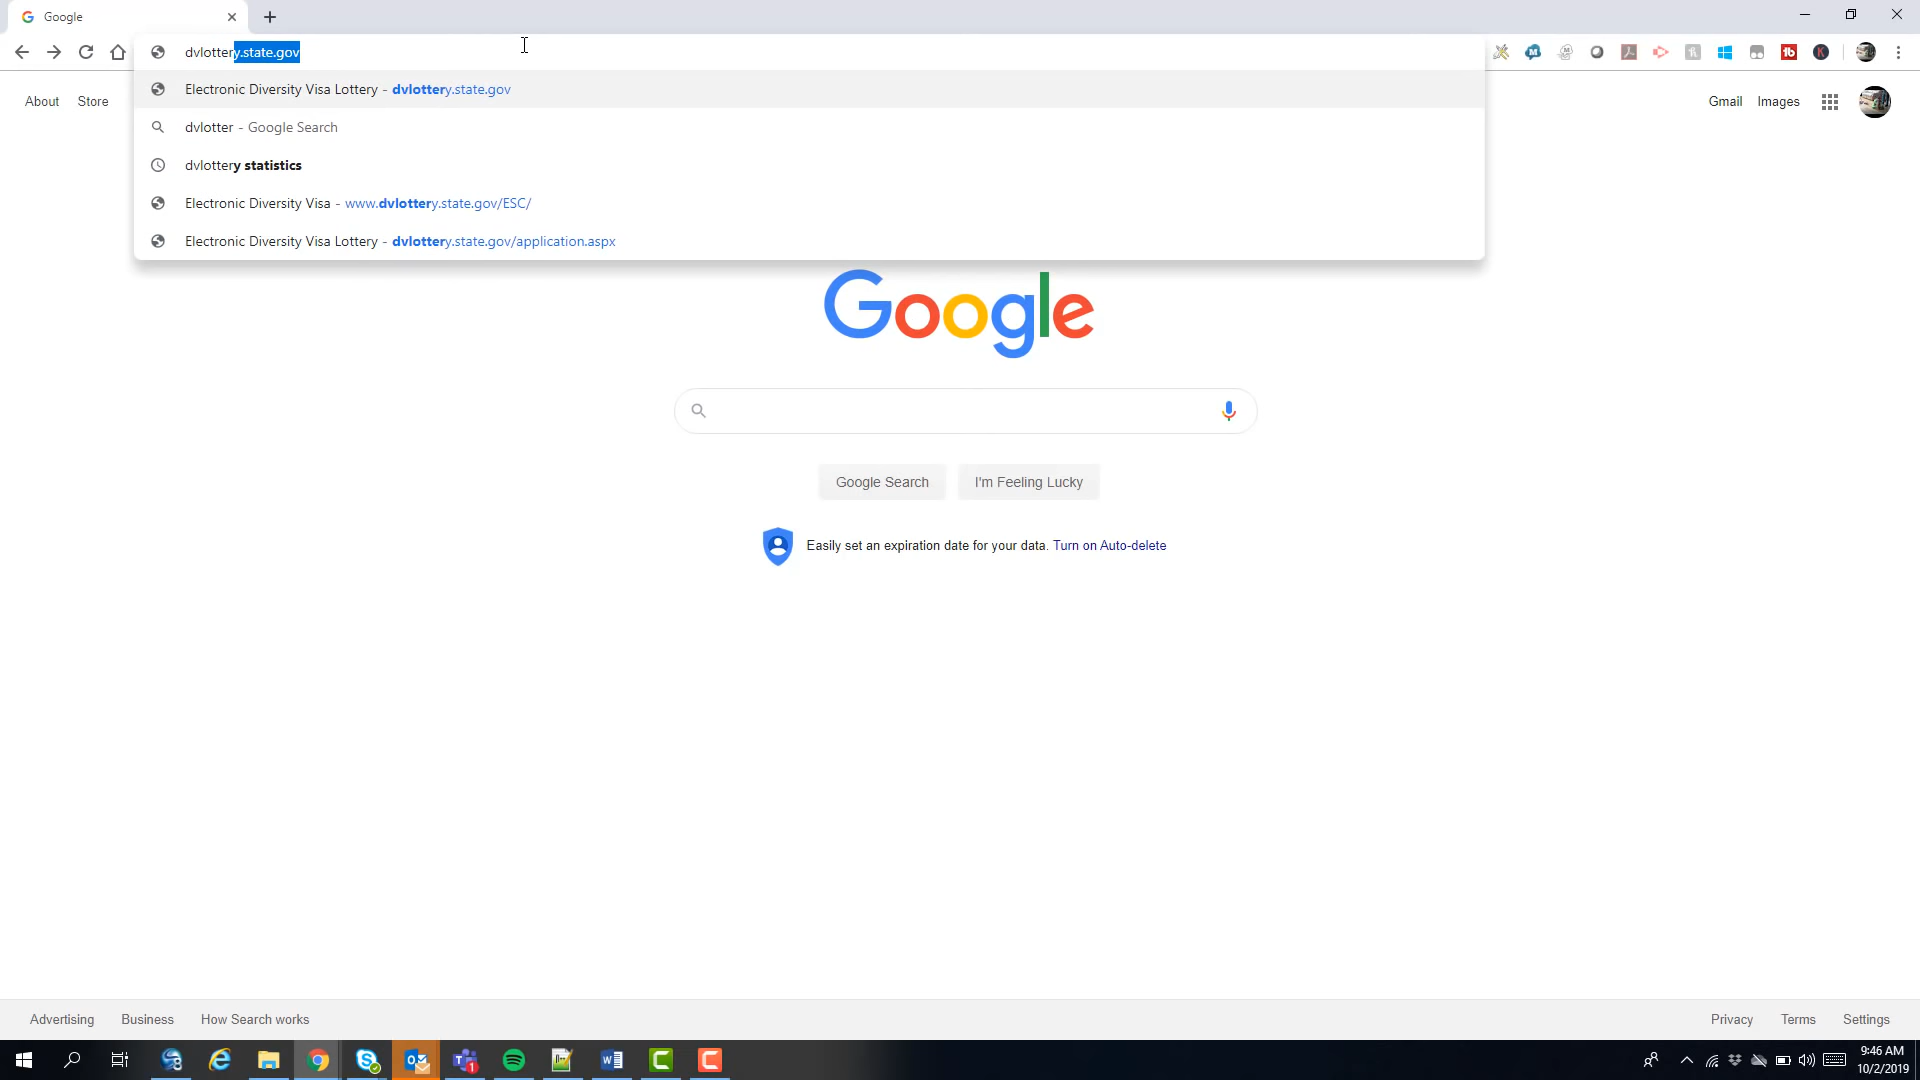 Google
dvlottery.state.gov
Electronic Diversity Visa Lottery - dvlottery.state.gov
About Store
Gmail Images
dvlotter - Google Search
dvlottery statistics
Electronic Diversity Visa - www.dvlottery.state.gov/ESC/
Electronic Diversity Visa Lottery - dvlottery.state.gov/application.aspx
Google
Google Search I'm Feeling Lucky
Easily set an expiration date for your data. Turn on Auto-delete
Advertising Business How Search works
Privacy Terms Settings
9:46 AM
10/2/2019